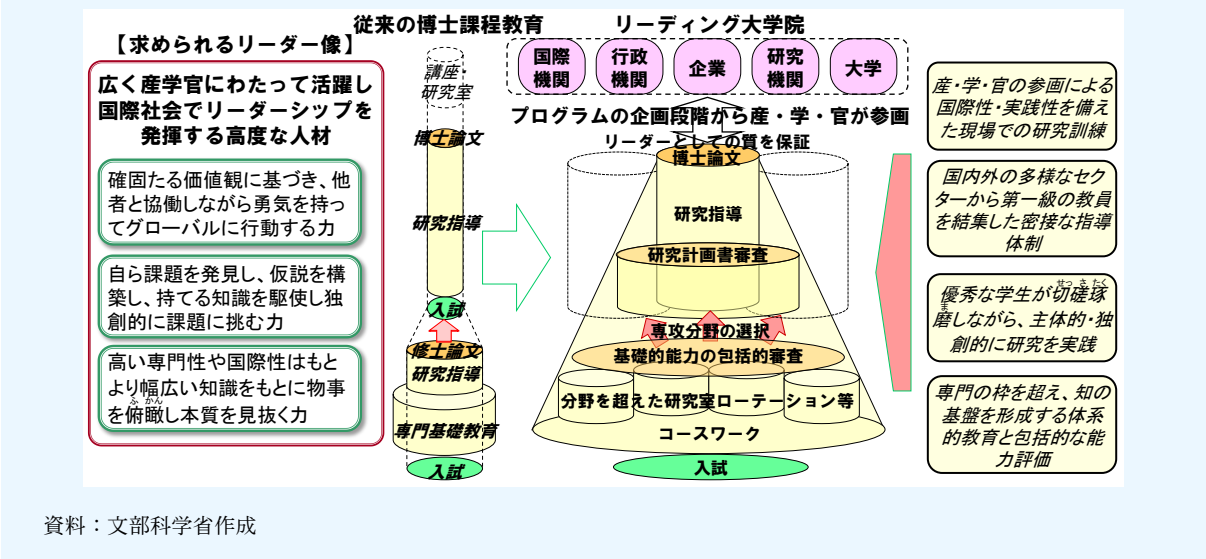 【求められるリーダー像】
広く産学官にわたって活躍し
国際社会でリーダーシップを
発揮する高度な人材
確固たる価値観に基づき、他
者と協働しながら勇気を持っ
てグローバルに行動する力
自ら課題を発見し、仮説を構
築し、持てる知識を駆使し独
創的に課題に挑む力
高い専門性や国際性はもと
より幅広い知識をもとに物事
を俯瞰し本質を見抜く力
ふ かん
従来の博士課程教育
講座・
研究室
博士論文
研究指導
入試
修士論文
研究指導
専門基礎教育
入試
リーディング大学院
国際
機関
行政
機関
企業
研究
機関
大学
プログラムの企画段階から産・学・官が参画
リーダーとしての質を保証
博士論文
研究指導
研究計画書審査
専攻分野の選択
基礎的能力の包括的審査
分野を超えた研究室ローテーション等
コースワーク
入試
産・学・官の参画による
国際性・実践性を備え
た現場での研究訓練
国内外の多様なセク
ターから第一級の教員
を結集した密接な指導
体制
せっ さ たく
優秀な学生が切磋琢
ま
磨しながら、主体的・独
創的に研究を実践
専門の枠を超え、知の
基盤を形成する体系
的教育と包括的な能
力評価
資料：文部科学省作成